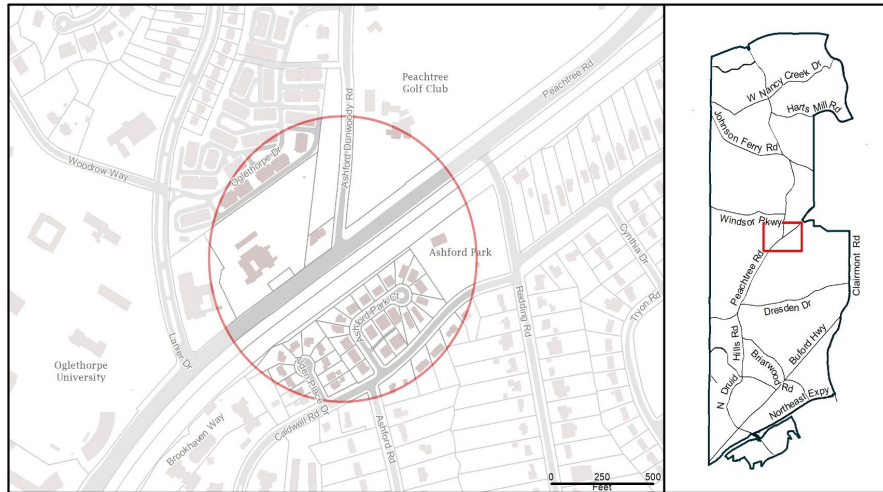 Peachtree
Golf Club
Peachtree Rd
Ashford Dunwoody Rd
Oglethorpe Dr
Woodrow Way
Ashford Park
Cynthia Dr
Ashford Park Ct
Redding Rd
Tryon Rd
Lanier Dr
Oglethorpe
University
Alden Place Dr
Caldwell Rd
Brookhaven Way
Ashford Rd
0 250 500
Feet
W Nancy Creek Dr
Harts Mill Rd
Johnson Ferry Rd
Windsor Pkwy
Peachtree Rd
Clairmont Rd
Dresden Dr
Buford Hwy
N Druid Hills Rd
Briarwood Rd
Northeast Expy